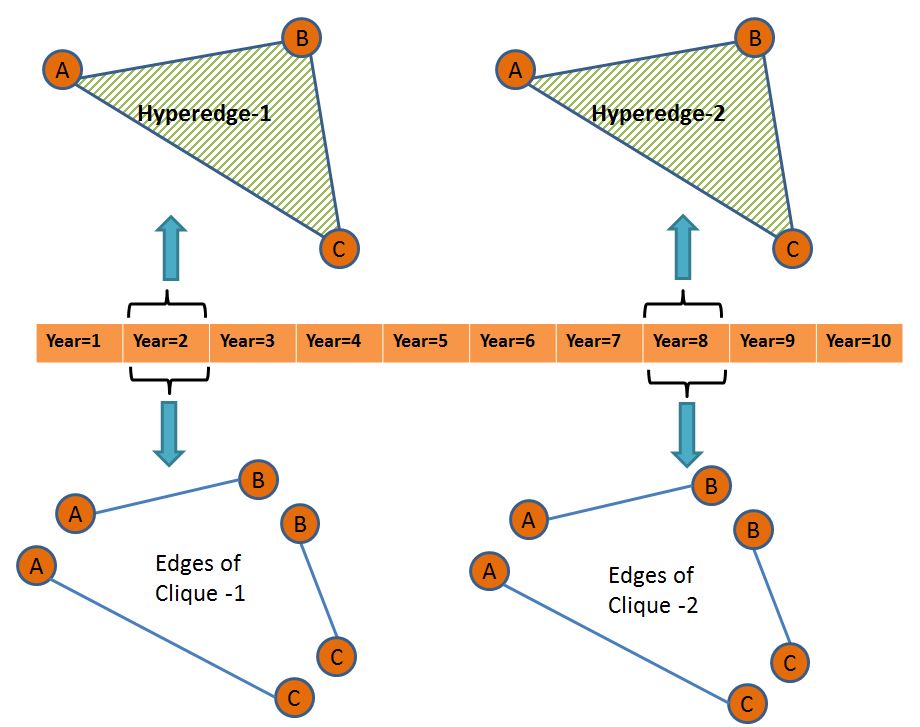 B
A
Hyperedge-1
C
B
A
Hyperedge-2
C
Year=1 Year=2 Year=3 Year=4 Year=5 Year=6 Year=7 Year=8 Year=9 Year=10
B
A
B
A
Edges of
Clique -1
C
C
B
A
B
A
Edges of
Clique -2
C
C